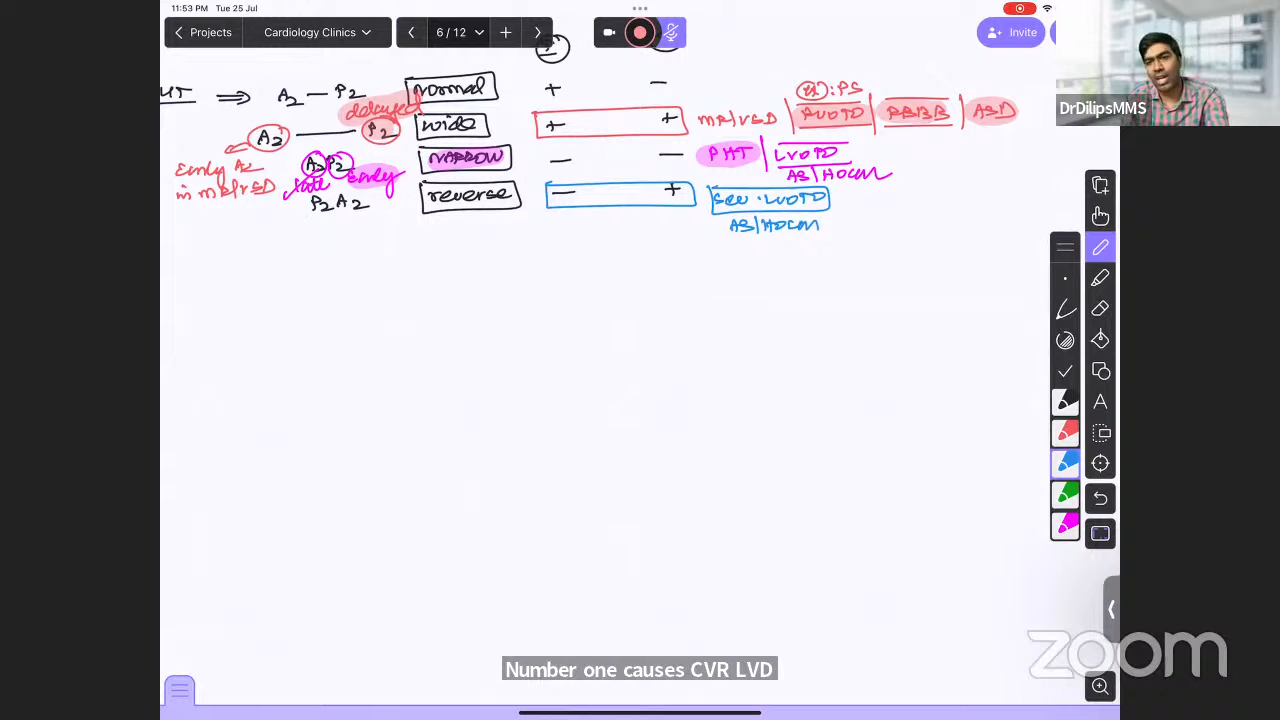 11:53 PM Tue 25 Jul
Projects Cardiology Clinics 6 / 12 Invite
DrDilipsMMS
HT ⇒ A2 — P2 normal + −
(x): PS
delayed
A2 — P2 wide + + MR/VSD | RVOTO | RBBB | ASD
Early A2 in MR/VSD
A2P2 NARROW − − PHT | LVOTO
late Early AS/HOCM
P2 A2 reverse − + Sev. LVOTO
AS/HOCM
zoom
Number one causes CVR LVD